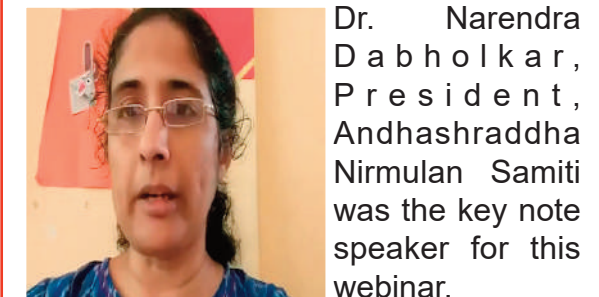 Dr. Narendra
Dabholkar,
President,
Andhashraddha
Nirmulan Samiti
was the key note
speaker for this
webinar.